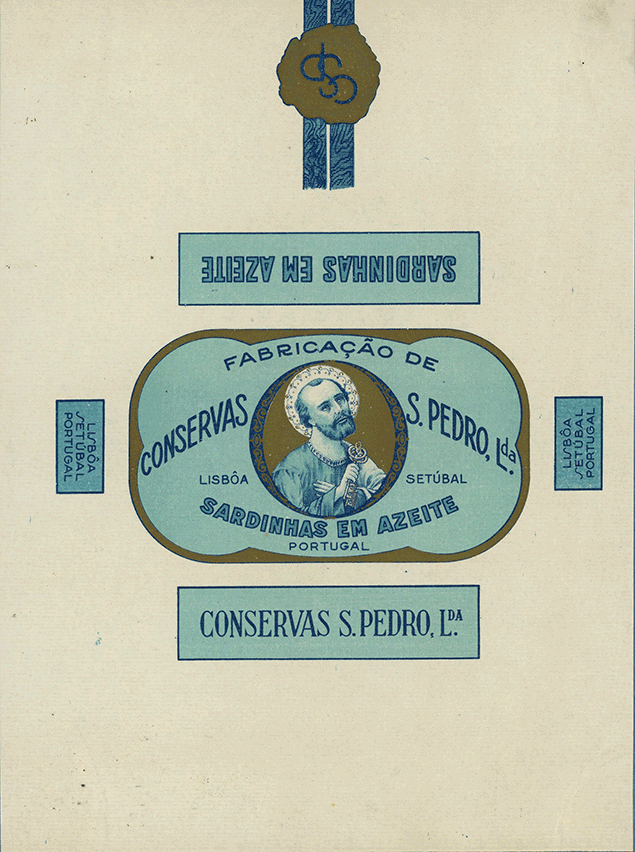 SARDINHAS EM AZEITE
FABRICAÇÃO DE
CONSERVAS S. PEDRO, Lda.
LISBÔA SETÚBAL
SARDINHAS EM AZEITE
PORTUGAL
LISBÔA
SETÚBAL
PORTUGAL
LISBÔA
SETÚBAL
PORTUGAL
CONSERVAS S. PEDRO, LDA.